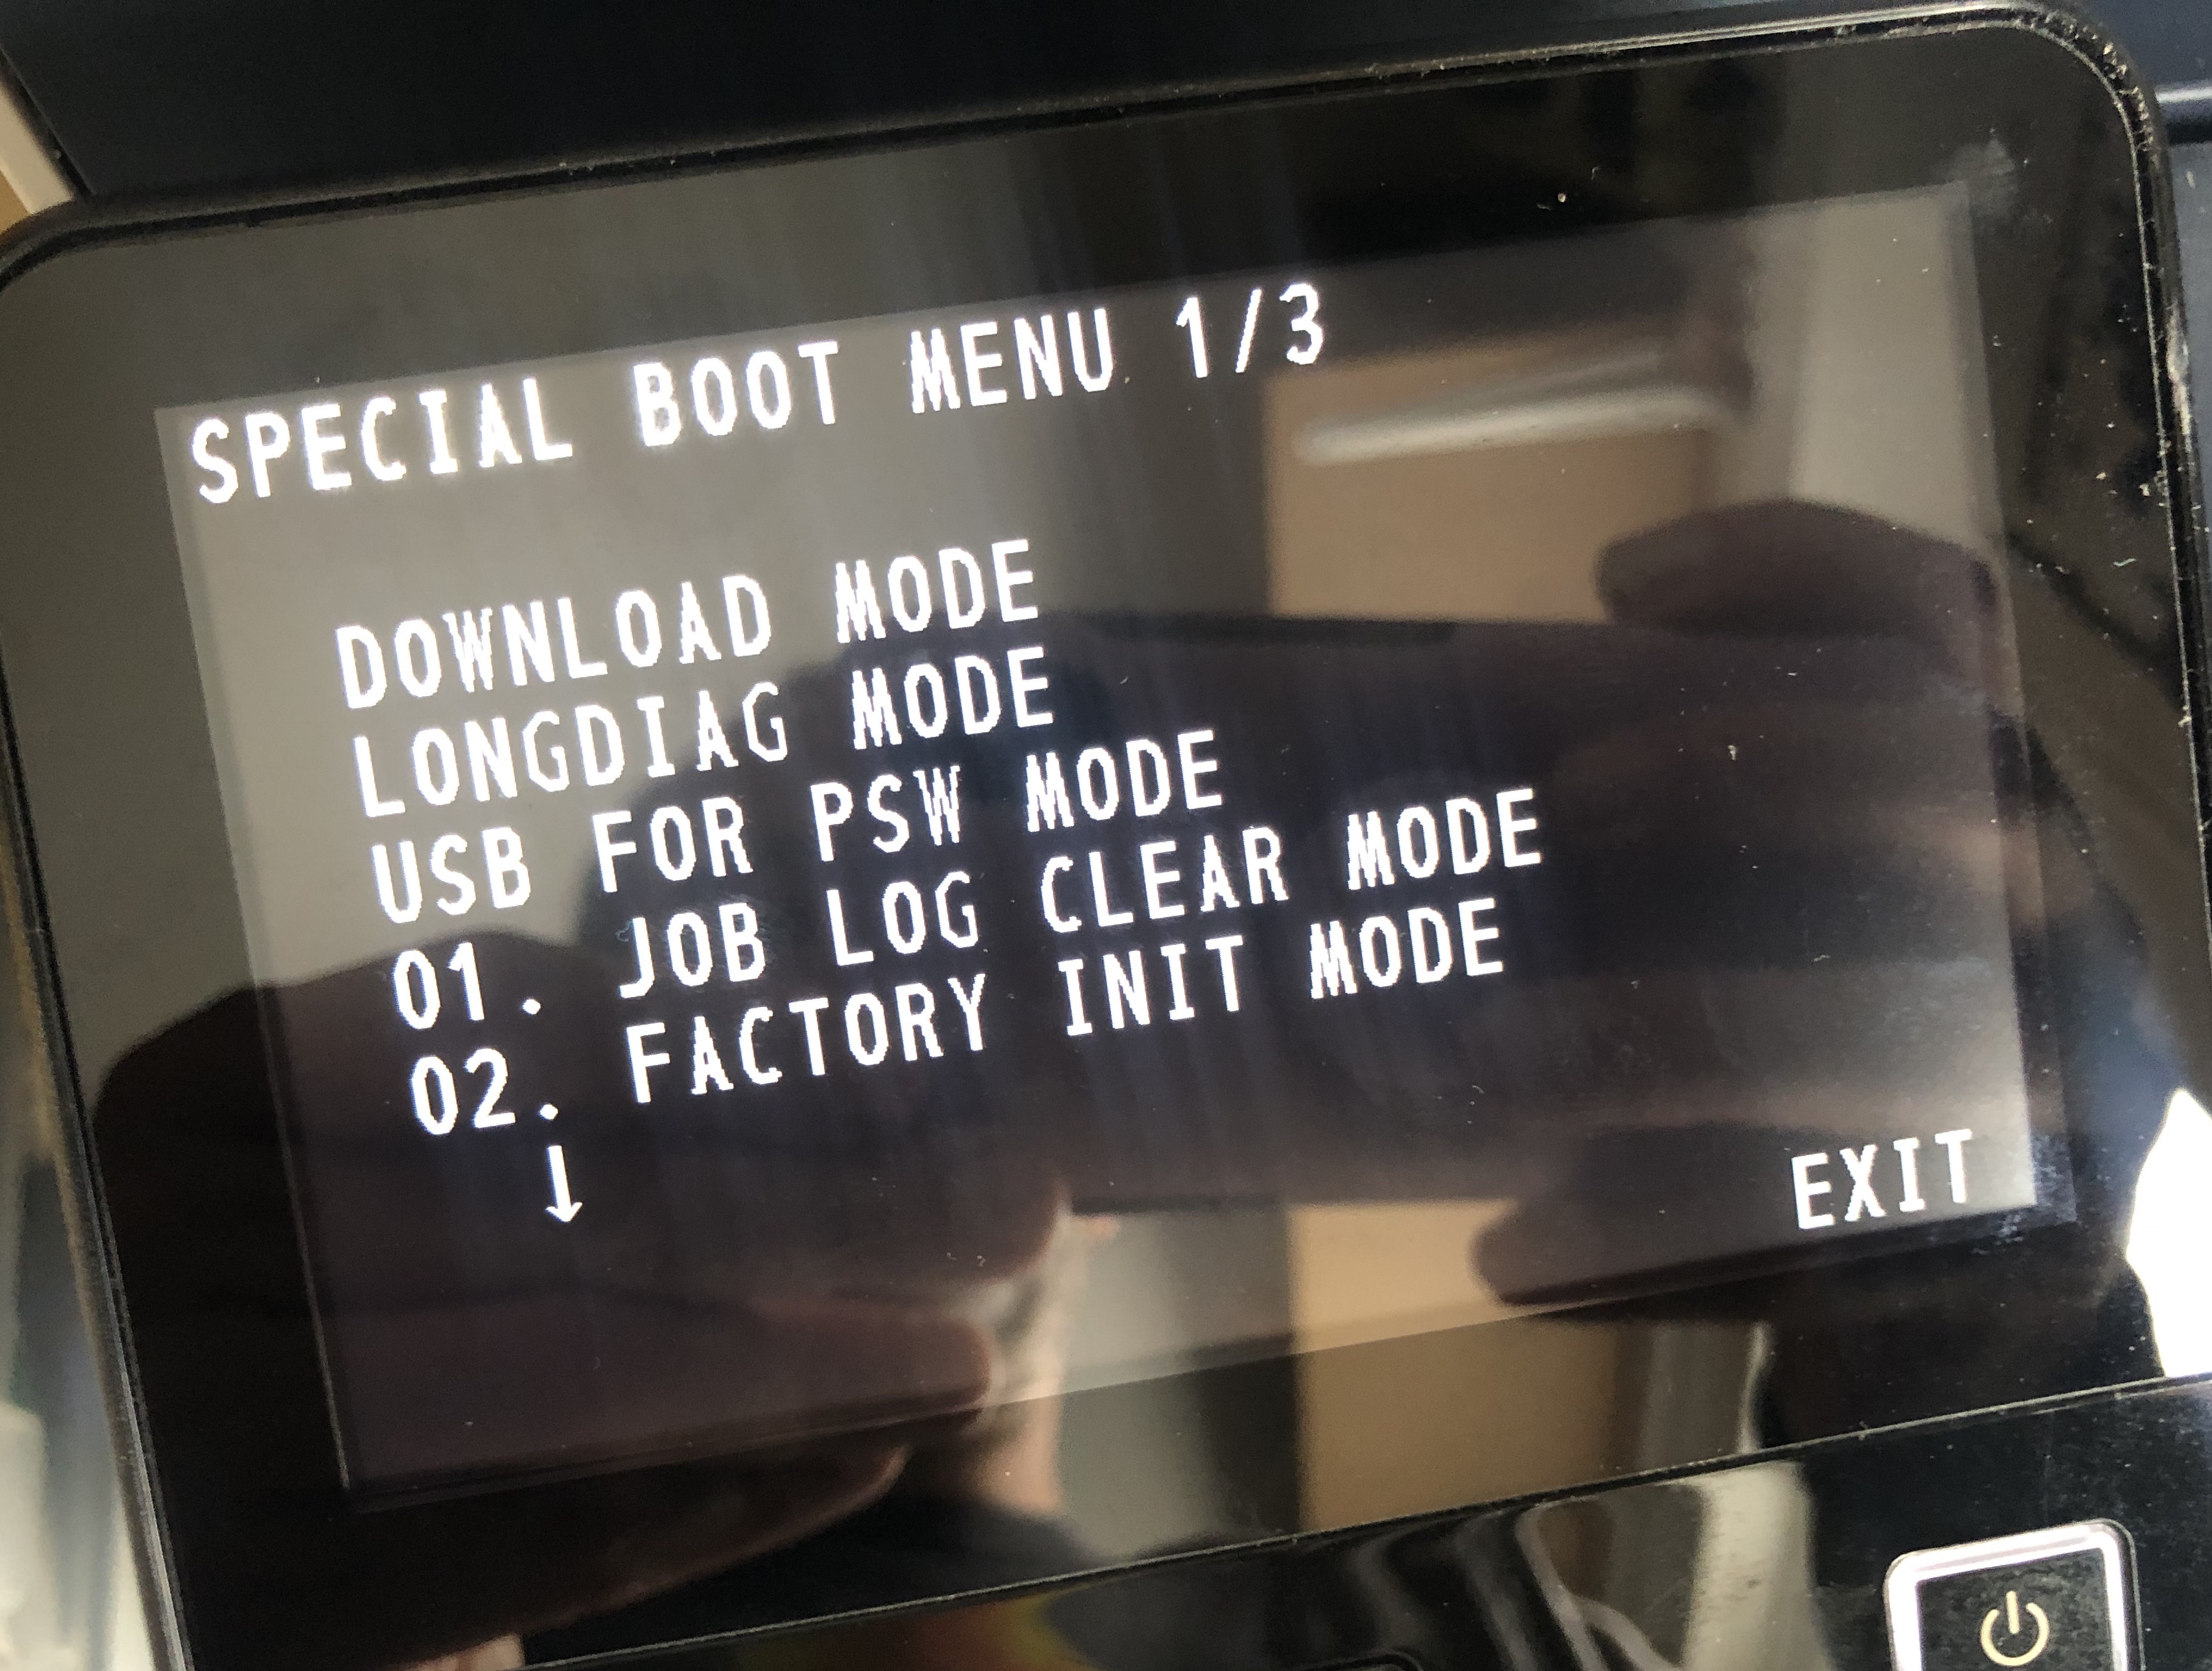 SPECIAL BOOT MENU 1/3
DOWNLOAD MODE
LONGDIAG MODE
USB FOR PSW MODE
01. JOB LOG CLEAR MODE
02. FACTORY INIT MODE
↓
EXIT